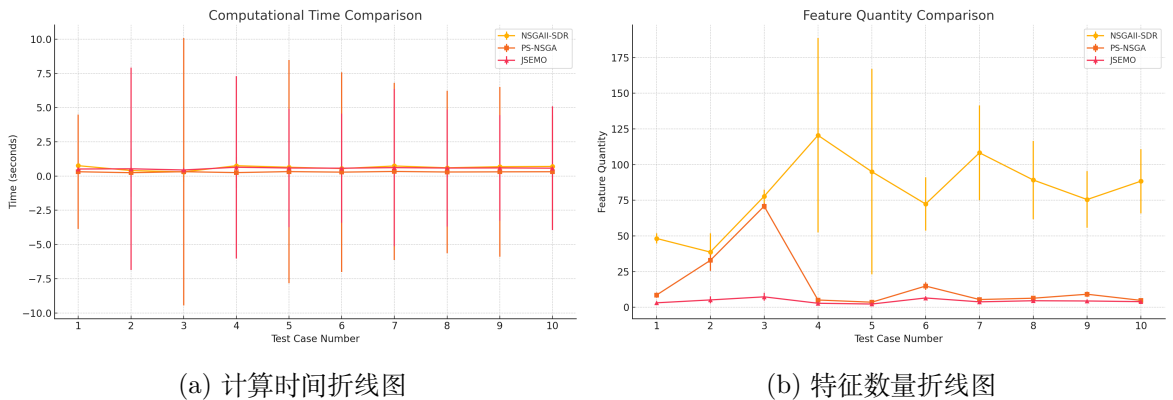 Computational Time Comparison
NSGAII-SDR
PS-NSGA
JSEMO
Time (seconds)
10.0
7.5
5.0
2.5
0.0
−2.5
−5.0
−7.5
−10.0
1 2 3 4 5 6 7 8 9 10
Test Case Number
(a) 计算时间折线图
Feature Quantity Comparison
NSGAII-SDR
PS-NSGA
JSEMO
Feature Quantity
175
150
125
100
75
50
25
0
1 2 3 4 5 6 7 8 9 10
Test Case Number
(b) 特征数量折线图